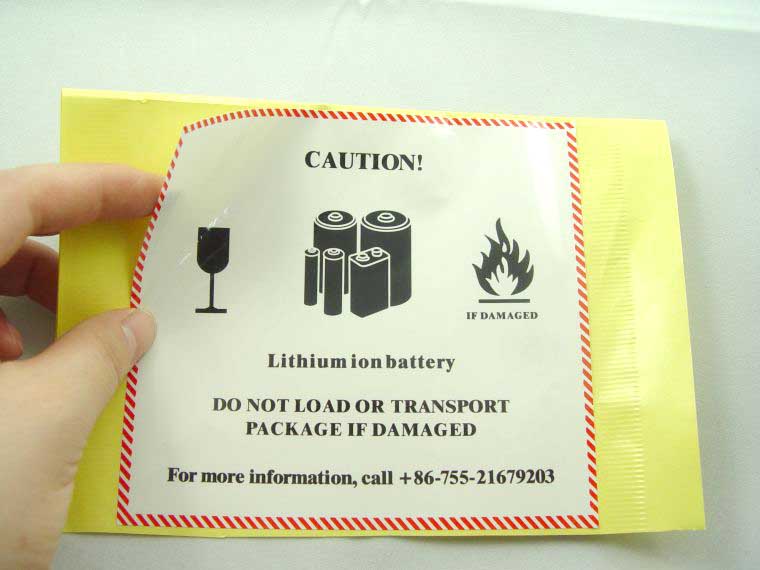 CAUTION!
IF DAMAGED
Lithium ion battery
DO NOT LOAD OR TRANSPORT
PACKAGE IF DAMAGED
For more information, call +86-755-21679203